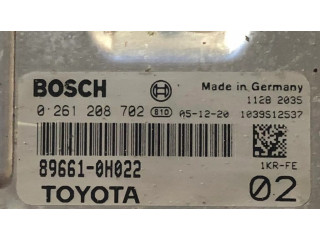 BOSCH Made in Germany
1128 2035
0 261 208 702 810 A5-12-20 1039S12537
89661-0H022 1KR-FE
TOYOTA 02